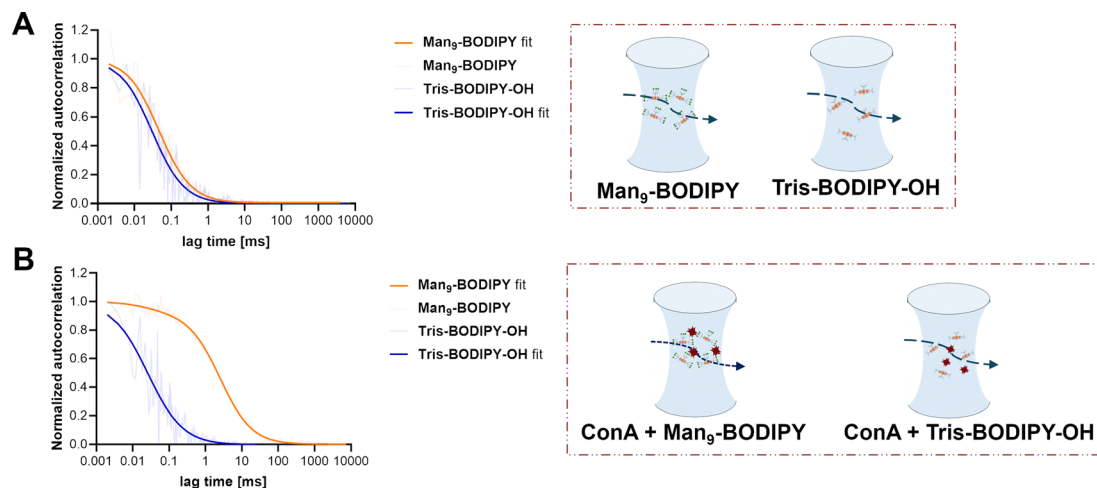 A
Normalized autocorrelation
1.2
1.0
0.8
0.6
0.4
0.2
0.0
0.001 0.01 0.1 1 10 100 1000 10000
lag time [ms]
Man₉-BODIPY fit
Man₉-BODIPY
Tris-BODIPY-OH
Tris-BODIPY-OH fit
Man₉-BODIPY
Tris-BODIPY-OH
B
Normalized autocorrelation
1.2
1.0
0.8
0.6
0.4
0.2
0.0
0.001 0.01 0.1 1 10 100 1000 10000
lag time [ms]
Man₉-BODIPY fit
Man₉-BODIPY
Tris-BODIPY-OH
Tris-BODIPY-OH fit
ConA + Man₉-BODIPY
ConA + Tris-BODIPY-OH